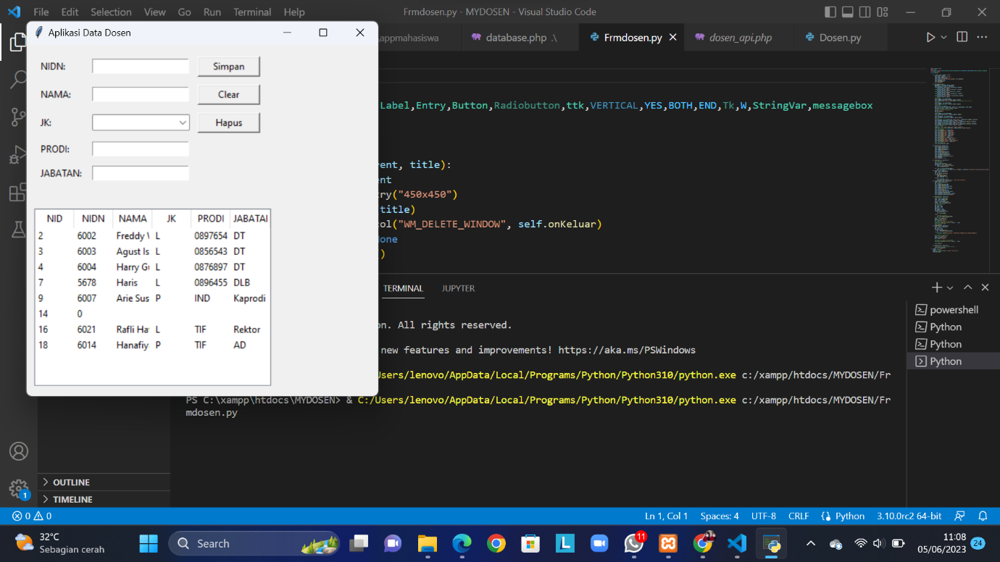 File Edit Selection View Go Run Terminal Help
Frmdosen.py - MYDOSEN - Visual Studio Code
Aplikasi Data Dosen
\appmahasiswa
database.php .\
Frmdosen.py
dosen_api.php
Dosen.py
NIDN:
Simpan
NAMA:
Clear
JK:
Hapus
PRODI:
JABATAN:
NID NIDN NAMA JK PRODI JABATAI
2 6002 Freddy L 0897654 DT
3 6003 Agust Is L 0856543 DT
4 6004 Harry L 0876897 DT
7 5678 Haris L 0896455 DLB
9 6007 Arie Sus P IND Kaprodi
14 0
16 6021 Rafli L TIF Rektor
18 6014 Hanafiy P TIF AD
Label,Entry,Button,Radiobutton,ttk,VERTICAL,YES,BOTH,END,Tk,W,StringVar,messagebox
ent, title):
nt
ry("450x450")
title)
col("WM_DELETE_WINDOW", self.onKeluar)
one
)
TERMINAL JUPYTER
on. All rights reserved.
new features and improvements! https://aka.ms/PSWindows
Users/lenovo/AppData/Local/Programs/Python/Python310/python.exe c:/xampp/htdocs/MYDOSEN/Fr
PS C:\xampp\htdocs\MYDOSEN> & C:/Users/lenovo/AppData/Local/Programs/Python/Python310/python.exe c:/xampp/htdocs/MYDOSEN/Fr
mdosen.py
powershell
Python
Python
Python
OUTLINE
TIMELINE
1
0 0
Ln 1, Col 1 Spaces: 4 UTF-8 CRLF Python 3.10.0rc2 64-bit
32°C
Sebagian cerah
Search
11
11:08
05/06/2023
24